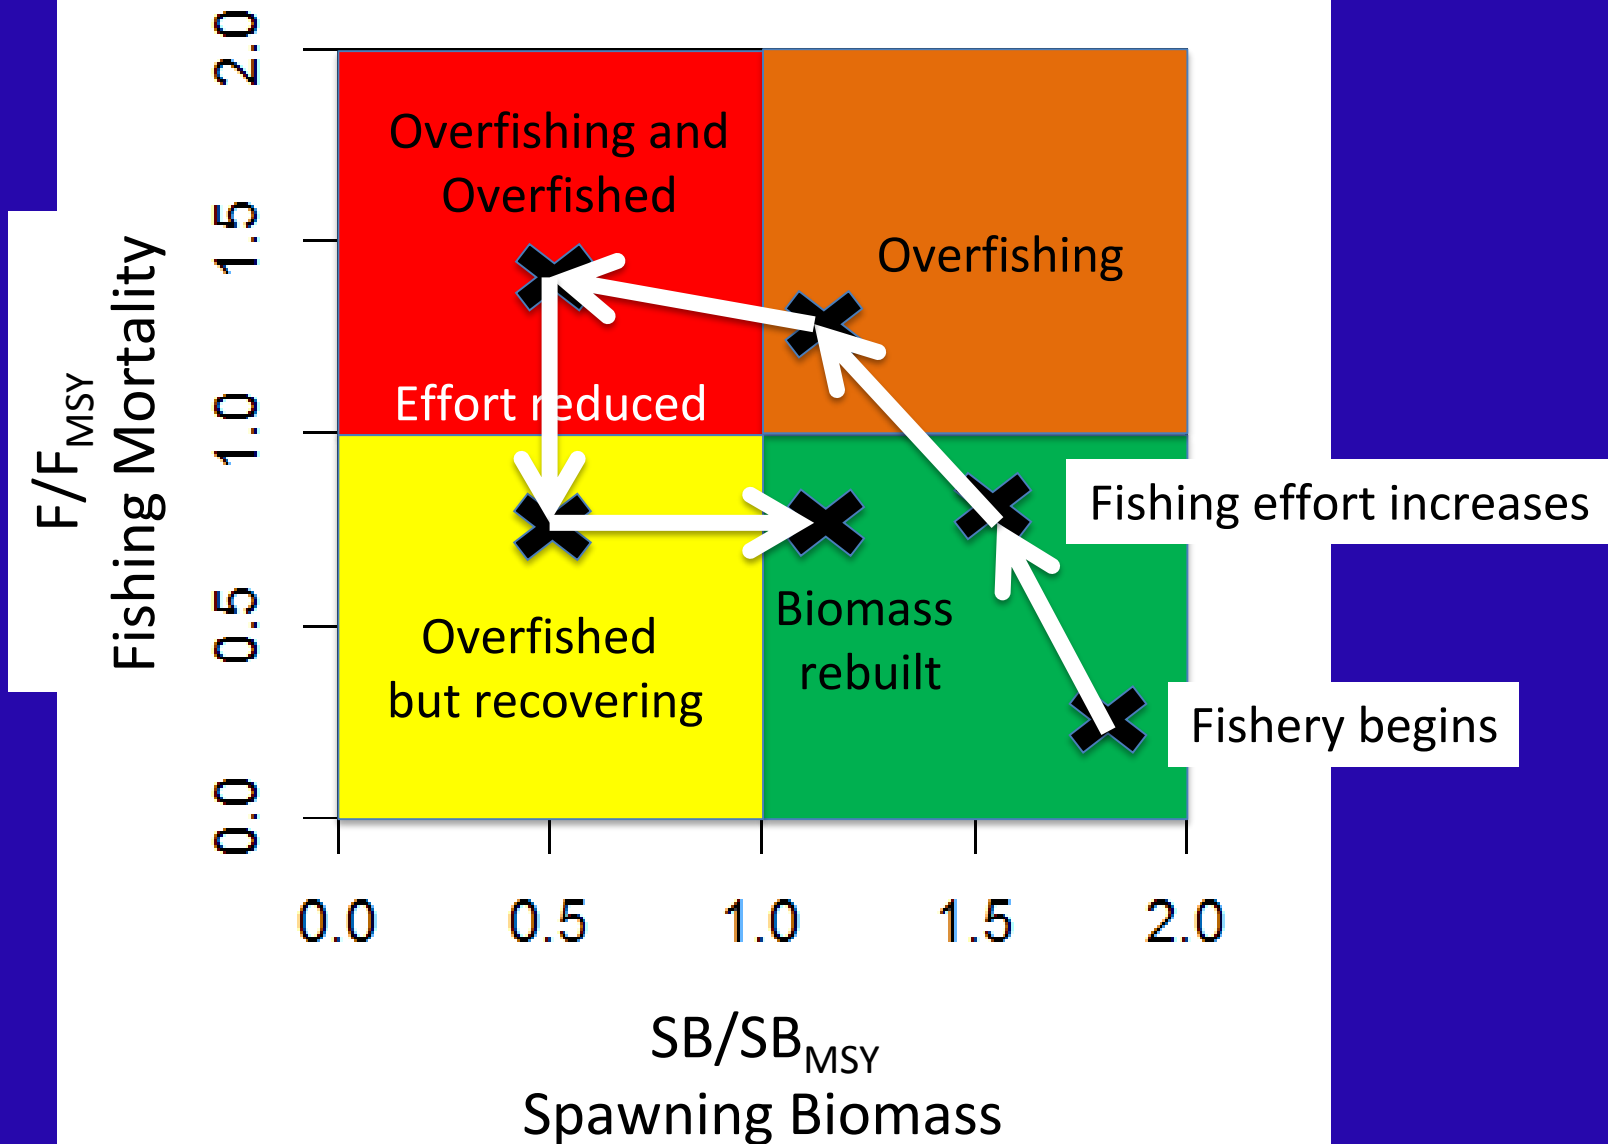 2.0
Overfishing and
Overfished
1.5
Overfishing
F/F_MSY
Fishing Mortality
Effort reduced
1.0
Fishing effort increases
0.5
Biomass
rebuilt
Overfished
but recovering
Fishery begins
0.0
0.0 0.5 1.0 1.5 2.0
SB/SB_MSY
Spawning Biomass